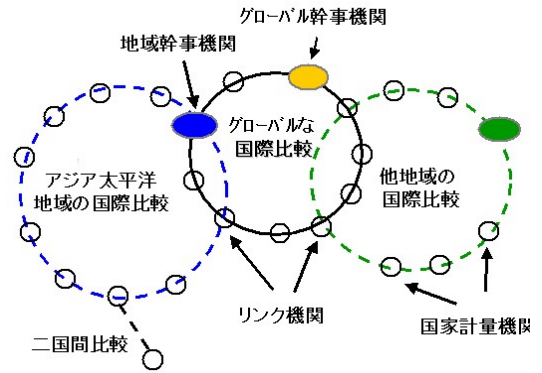 グローバル幹事機関
地域幹事機関
グローバルな
国際比較
アジア太平洋
地域の国際比較
他地域の
国際比較
リンク機関
国家計量機関
二国間比較